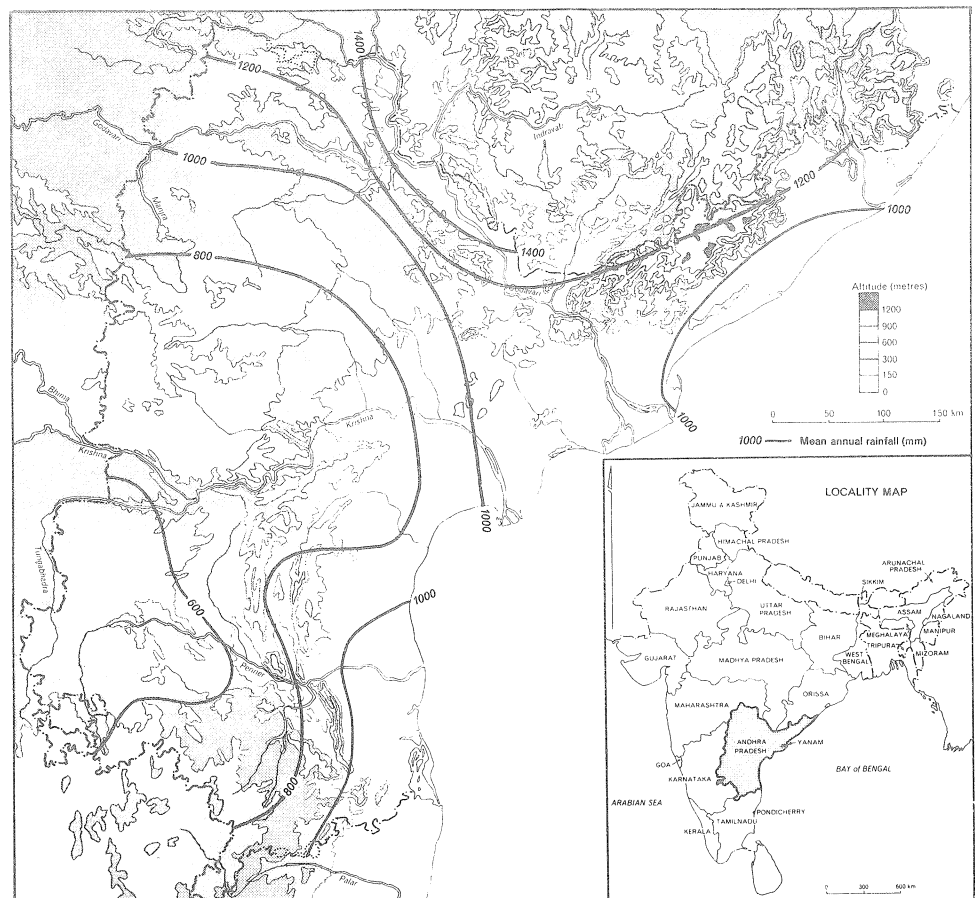 1400
1200
Godavari
Indravati
1000
1200
Manjra
1000
800
1400
Godavari
Altitude (metres)
1200
900
600
300
150
0
Bhima
Krishna
1000
0 50 100 150 km
1000 Mean annual rainfall (mm)
Krishna
1000
Tungabhadra
600
1000
Penner
800
Palar
LOCALITY MAP
JAMMU & KASHMIR
HIMACHAL PRADESH
PUNJAB
HARYANA
DELHI
ARUNACHAL
PRADESH
SIKKIM
RAJASTHAN
UTTAR
PRADESH
ASSAM
NAGALAND
BIHAR
MEGHALAYA
MANIPUR
TRIPURA
GUJARAT
MADHYA PRADESH
WEST
BENGAL
MIZORAM
ORISSA
MAHARASHTRA
ANDHRA
PRADESH
YANAM
GOA
KARNATAKA
BAY of BENGAL
ARABIAN SEA
PONDICHERRY
TAMILNADU
KERALA
0 300 600 km